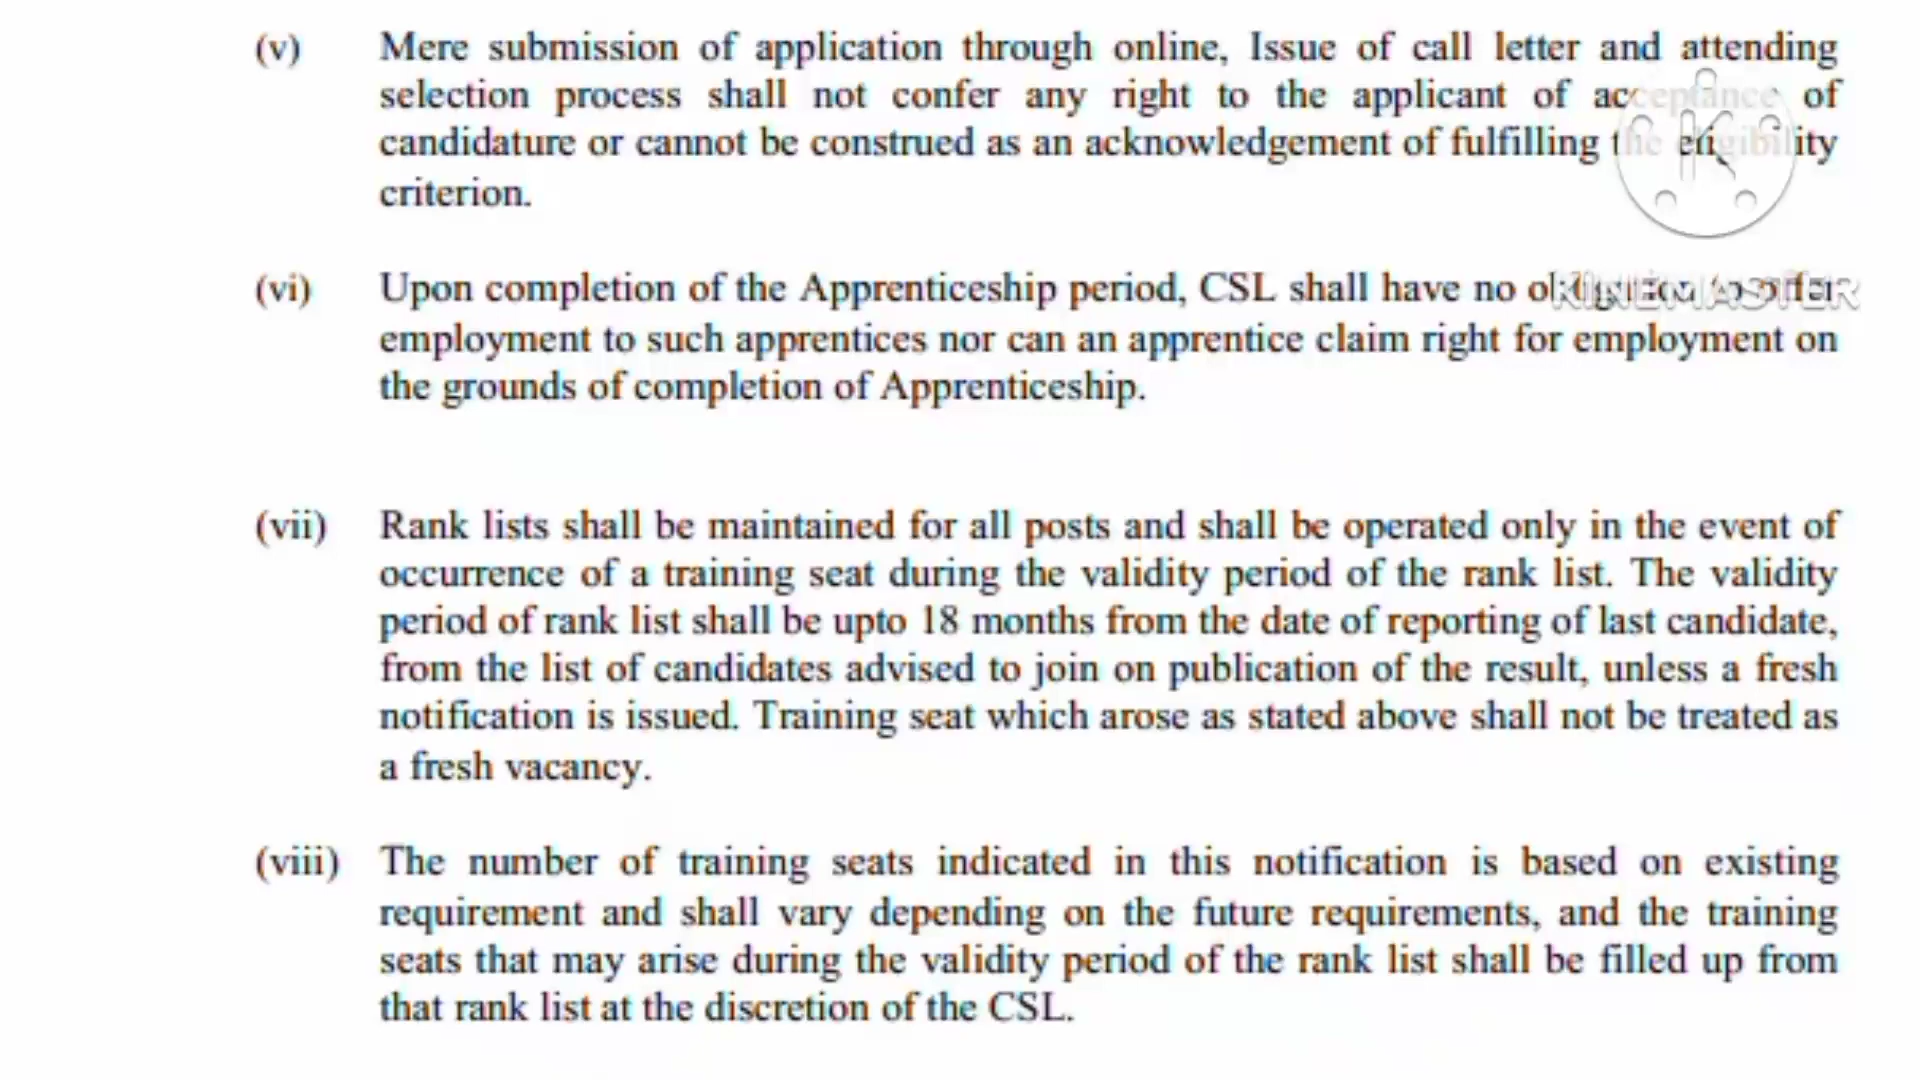 (v) Mere submission of application through online, Issue of call letter and attending
selection process shall not confer any right to the applicant of acceptance of
candidature or cannot be construed as an acknowledgement of fulfilling the eligibility
criterion.
(vi) Upon completion of the Apprenticeship period, CSL shall have no obligation to offer
KINEMASTER
employment to such apprentices nor can an apprentice claim right for employment on
the grounds of completion of Apprenticeship.
(vii) Rank lists shall be maintained for all posts and shall be operated only in the event of
occurrence of a training seat during the validity period of the rank list. The validity
period of rank list shall be upto 18 months from the date of reporting of last candidate,
from the list of candidates advised to join on publication of the result, unless a fresh
notification is issued. Training seat which arose as stated above shall not be treated as
a fresh vacancy.
(viii) The number of training seats indicated in this notification is based on existing
requirement and shall vary depending on the future requirements, and the training
seats that may arise during the validity period of the rank list shall be filled up from
that rank list at the discretion of the CSL.